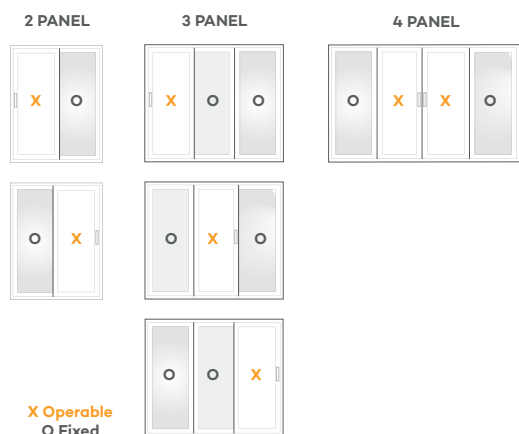 2 PANEL 3 PANEL 4 PANEL
X O X O O O X X O
O X O X O
O O X
X Operable
O Fixed